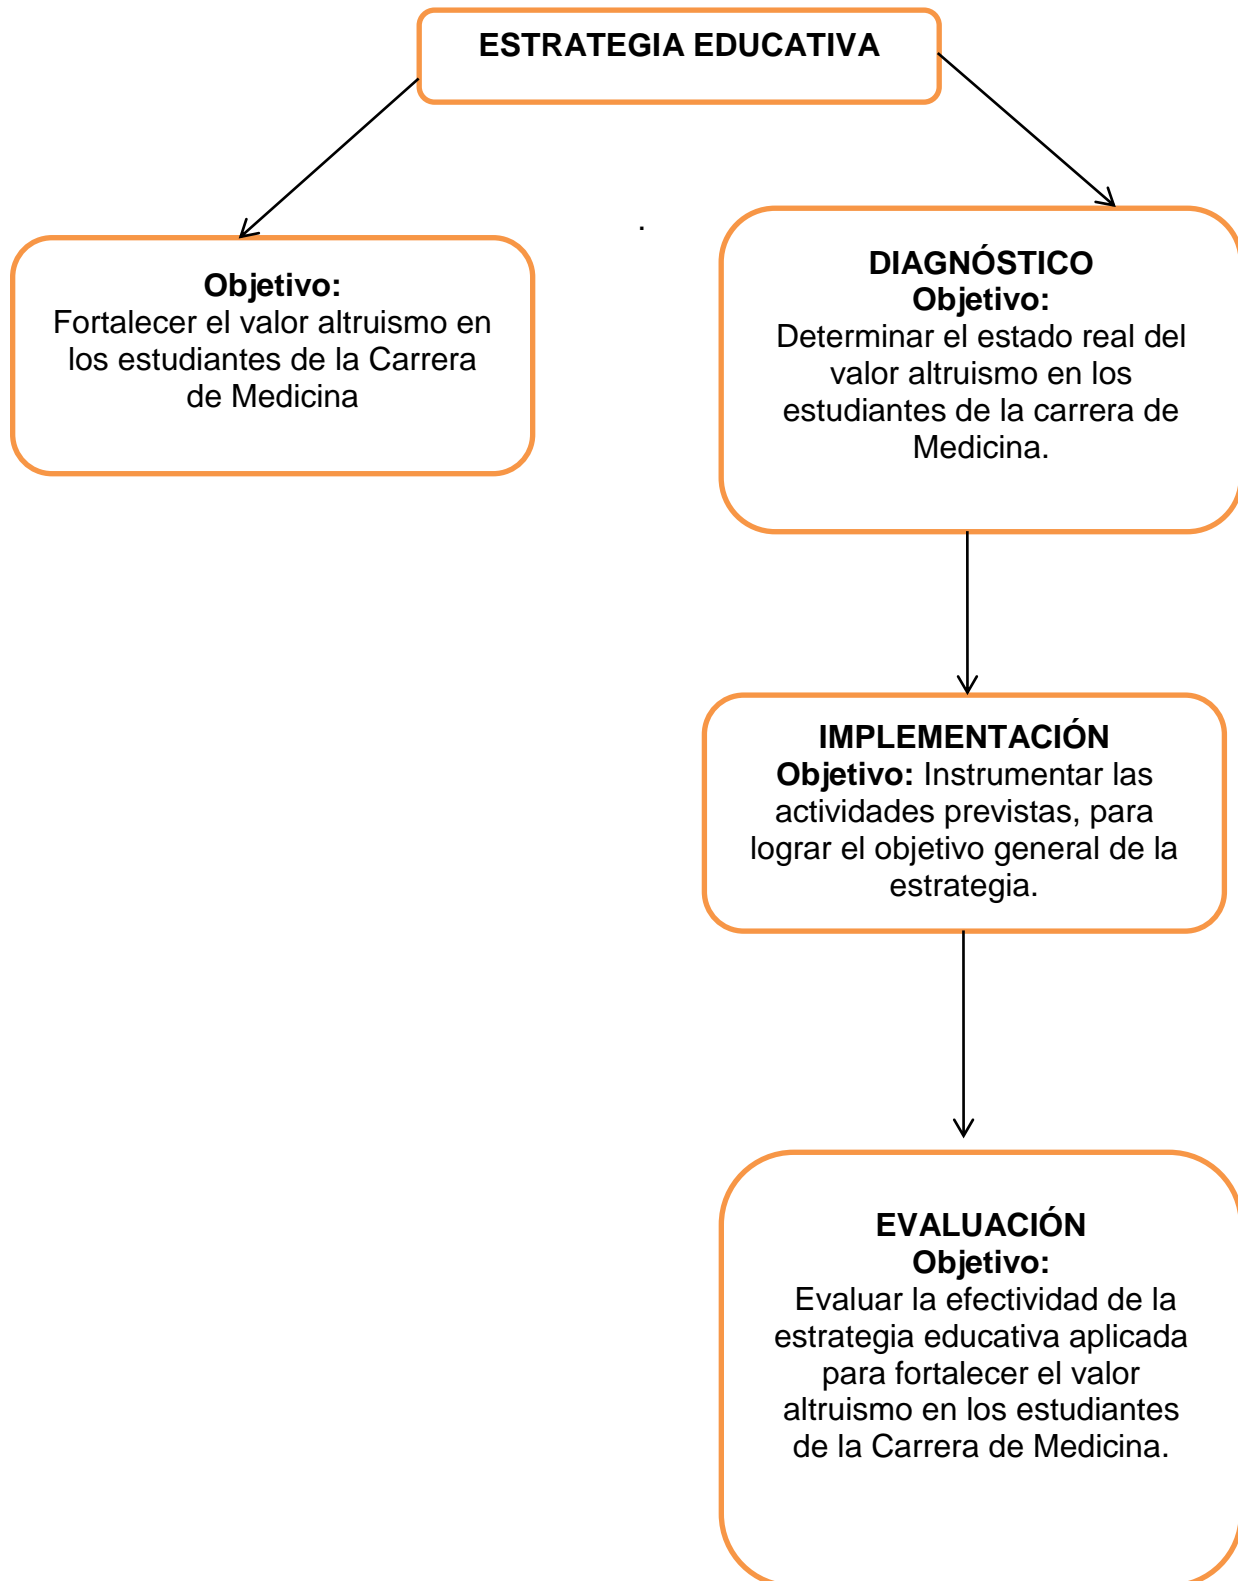 ESTRATEGIA EDUCATIVA
.
Objetivo:
Fortalecer el valor altruismo en
los estudiantes de la Carrera
de Medicina
DIAGNÓSTICO
Objetivo:
Determinar el estado real del
valor altruismo en los
estudiantes de la carrera de
Medicina.
IMPLEMENTACIÓN
Objetivo: Instrumentar las
actividades previstas, para
lograr el objetivo general de la
estrategia.
EVALUACIÓN
Objetivo:
Evaluar la efectividad de la
estrategia educativa aplicada
para fortalecer el valor
altruismo en los estudiantes
de la Carrera de Medicina.